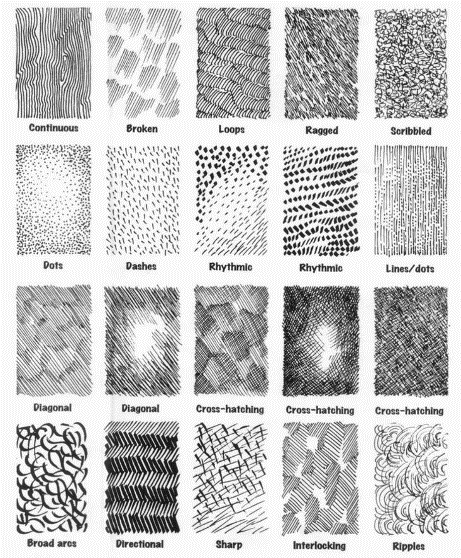 Continuous Broken Loops Ragged Scribbled
Dots Dashes Rhythmic Rhythmic Lines/dots
Diagonal Diagonal Cross-hatching Cross-hatching Cross-hatching
Broad arcs Directional Sharp Interlocking Ripples